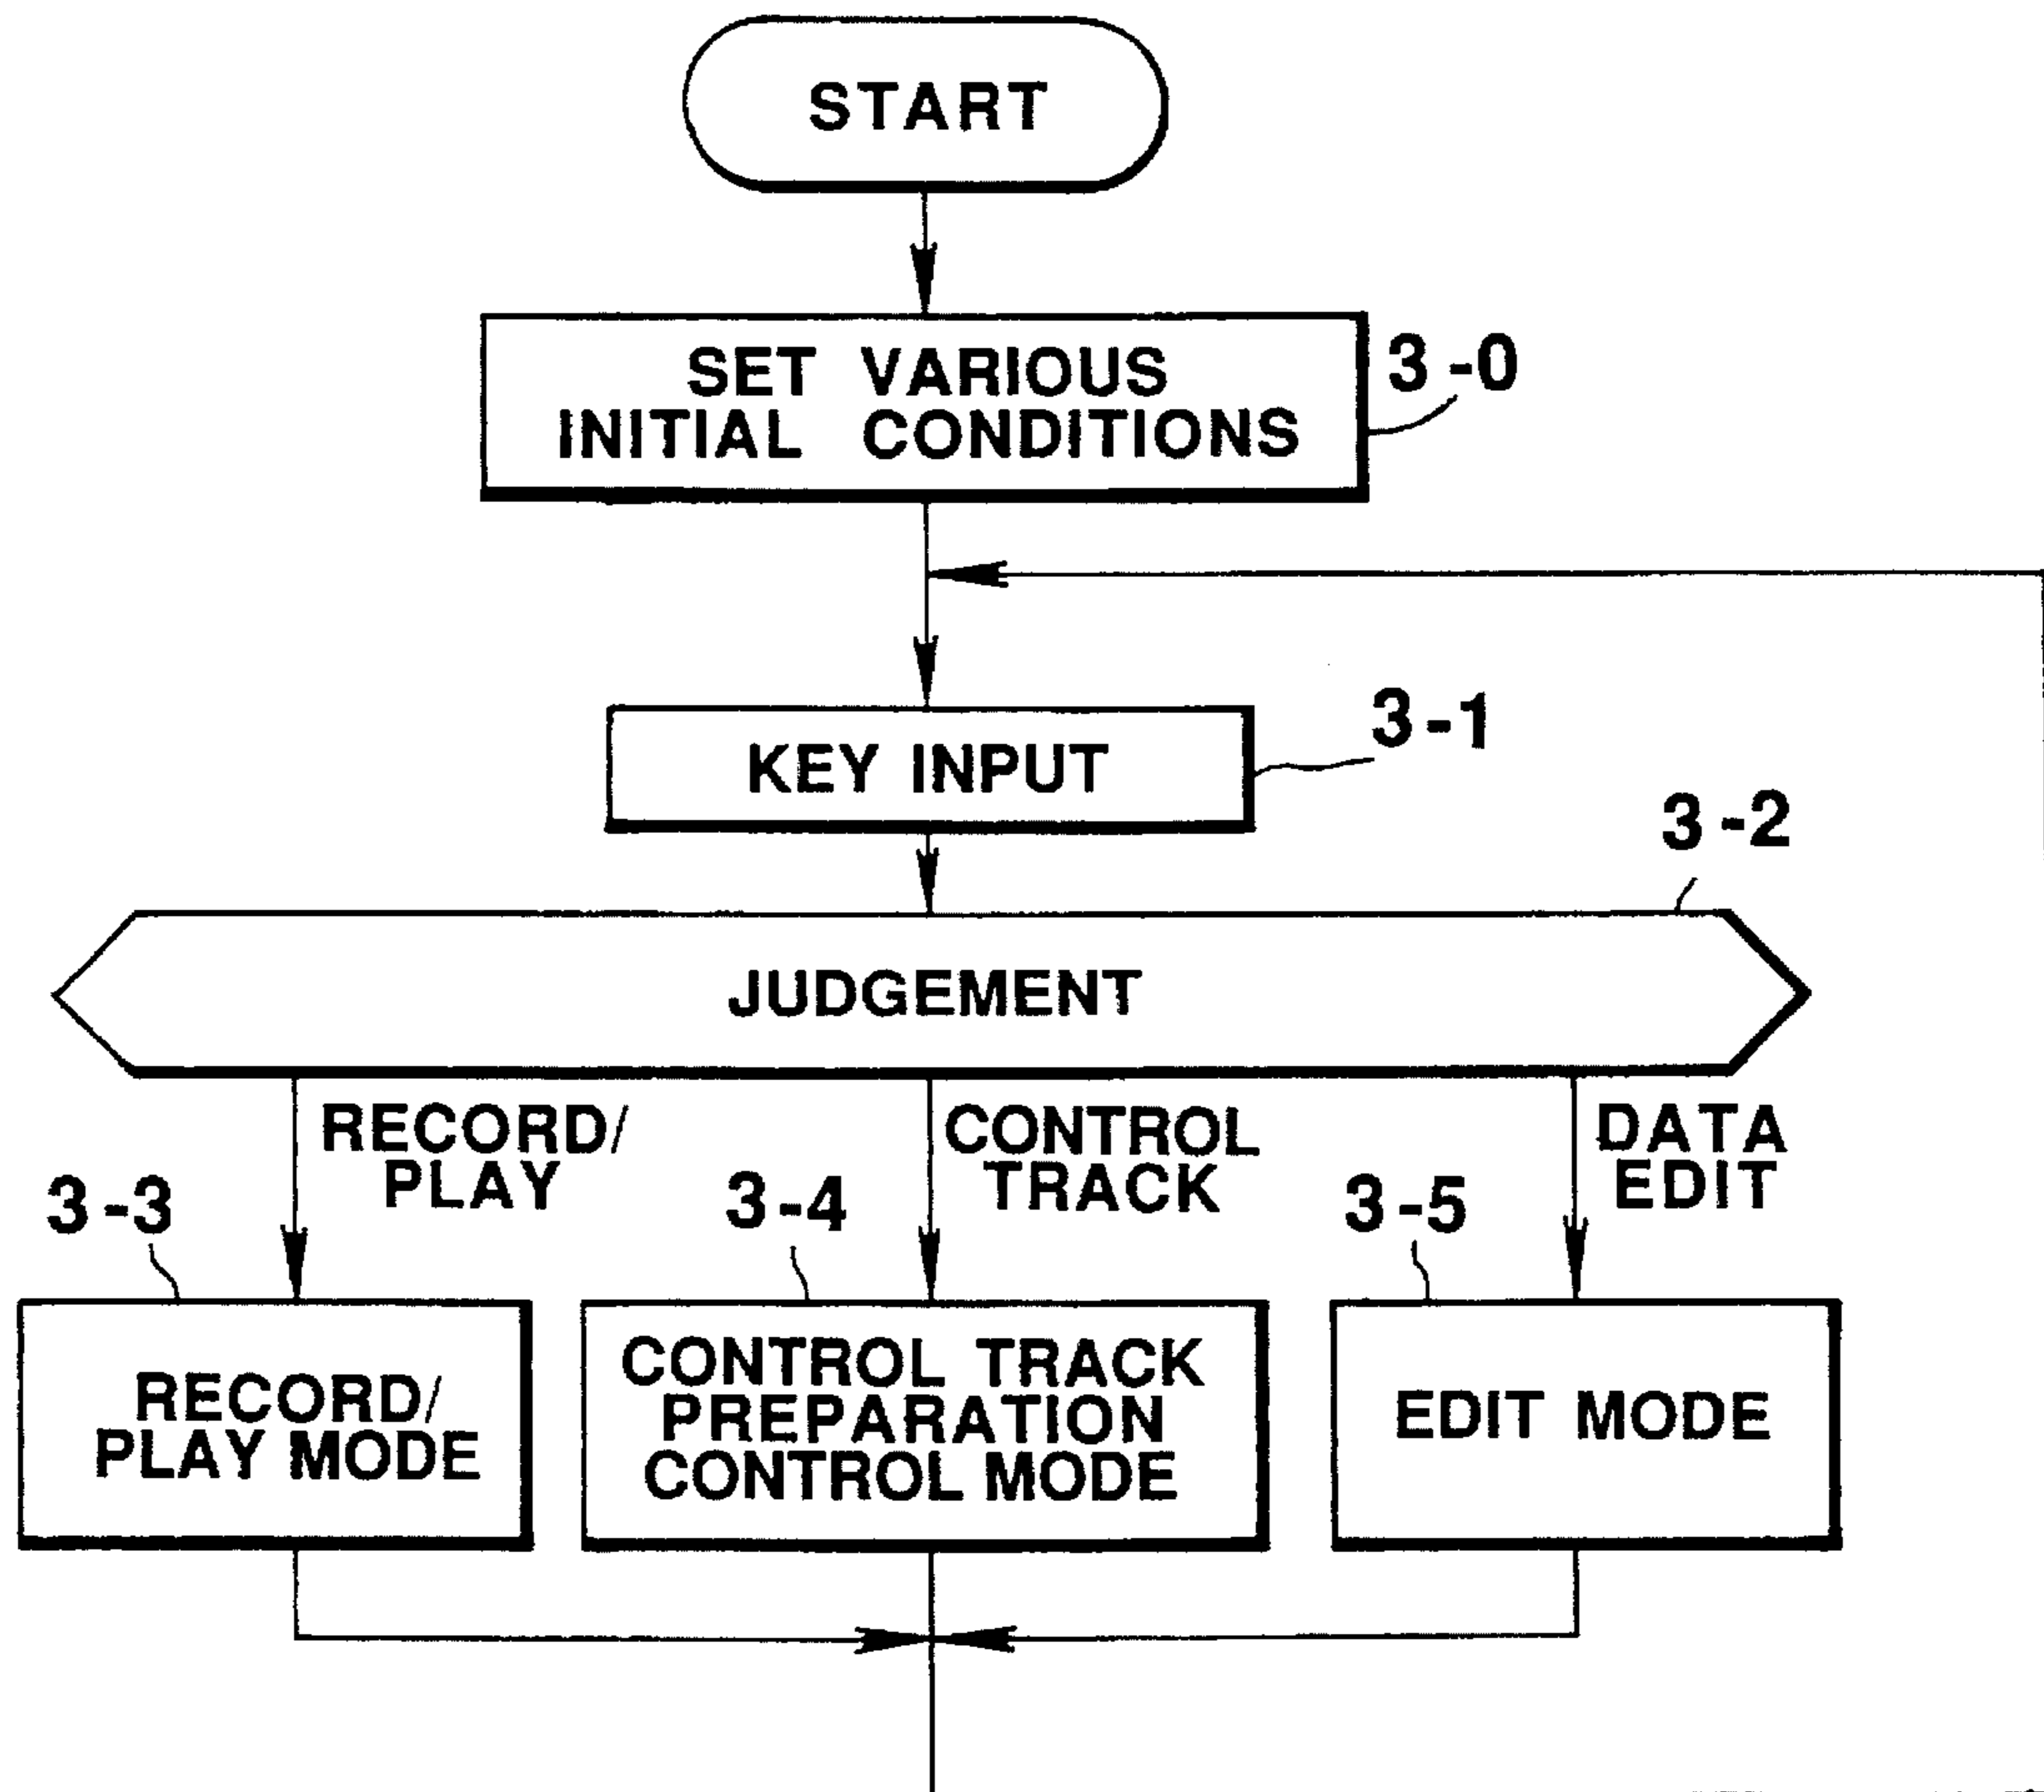 START
SET VARIOUS
INITIAL CONDITIONS
3-0
KEY INPUT
3-1
3-2
JUDGEMENT
RECORD/
PLAY
CONTROL
TRACK
DATA
EDIT
3-3
3-4
3-5
RECORD/
PLAY MODE
CONTROL TRACK
PREPARATION
CONTROL MODE
EDIT MODE